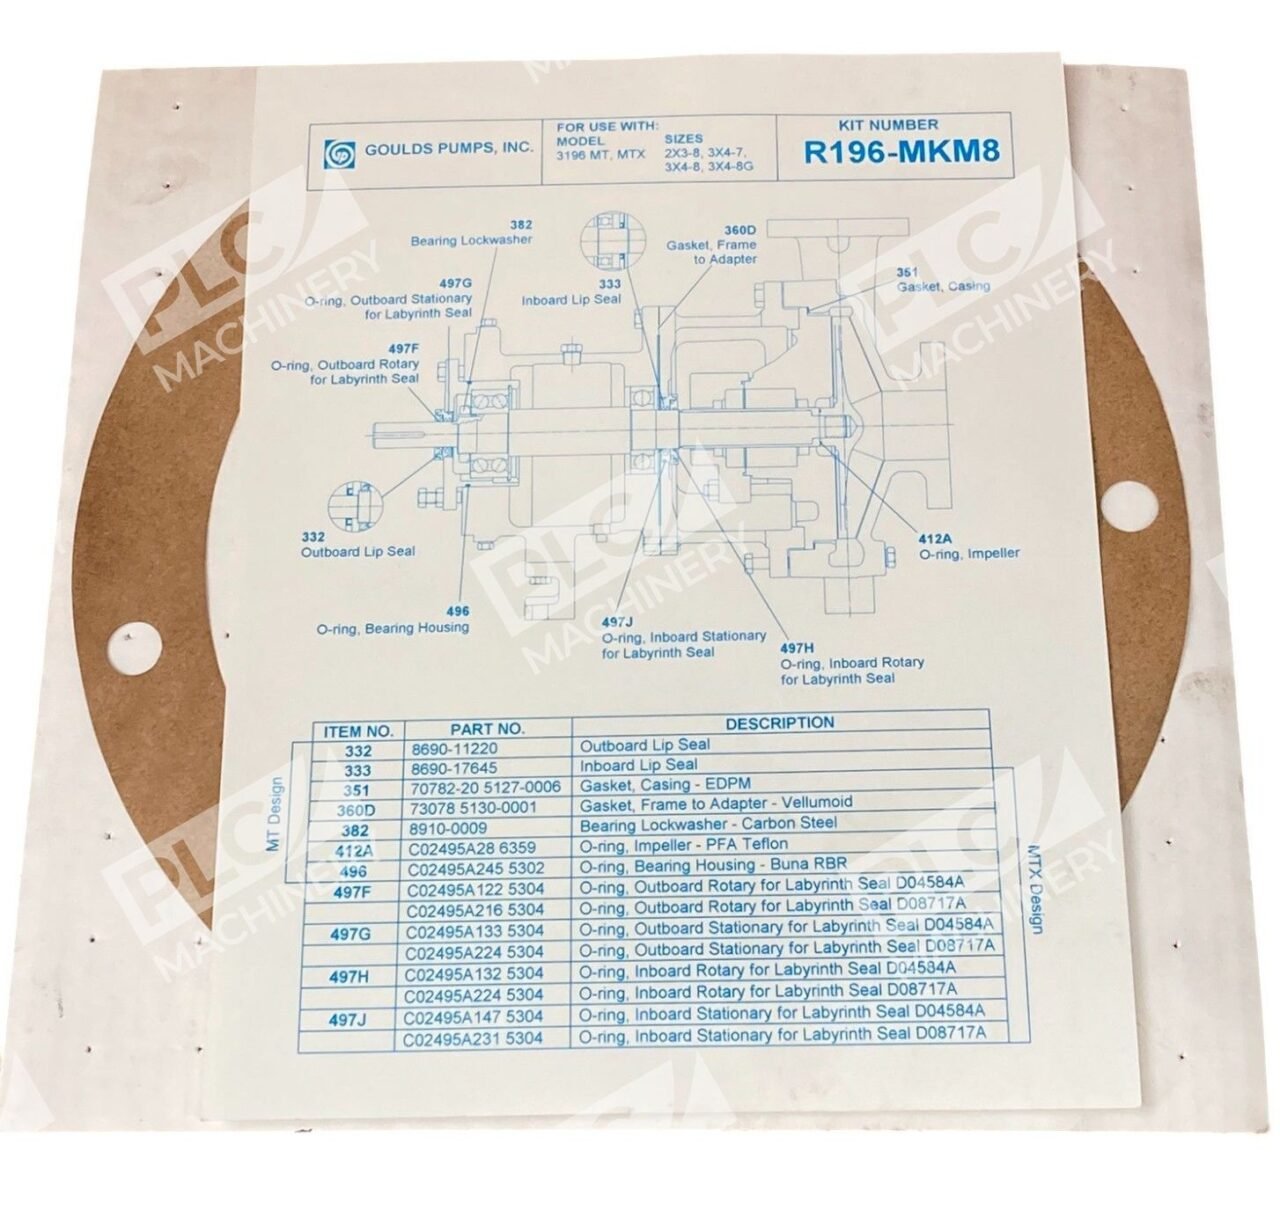 GOULDS PUMPS, INC.
FOR USE WITH:
MODEL SIZES
3196 MT, MTX 2X3-8, 3X4-7,
3X4-8, 3X4-8G
KIT NUMBER
R196-MKM8
382
Bearing Lockwasher
360D
Gasket, Frame
to Adapter
351
Gasket, Casing
497G
O-ring, Outboard Stationary
for Labyrinth Seal
333
Inboard Lip Seal
497F
O-ring, Outboard Rotary
for Labyrinth Seal
332
Outboard Lip Seal
412A
O-ring, Impeller
496
O-ring, Bearing Housing
497J
O-ring, Inboard Stationary
for Labyrinth Seal
497H
O-ring, Inboard Rotary
for Labyrinth Seal
ITEM NO. PART NO. DESCRIPTION
332 8690-11220 Outboard Lip Seal
333 8690-17645 Inboard Lip Seal
351 70782-20 5127-0006 Gasket, Casing - EDPM
360D 73078 5130-0001 Gasket, Frame to Adapter - Vellumoid
382 8910-0009 Bearing Lockwasher - Carbon Steel
412A C02495A28 6359 O-ring, Impeller - PFA Teflon
496 C02495A245 5302 O-ring, Bearing Housing - Buna RBR
497F C02495A122 5304 O-ring, Outboard Rotary for Labyrinth Seal D04584A
C02495A216 5304 O-ring, Outboard Rotary for Labyrinth Seal D08717A
497G C02495A133 5304 O-ring, Outboard Stationary for Labyrinth Seal D04584A
C02495A224 5304 O-ring, Outboard Stationary for Labyrinth Seal D08717A
497H C02495A132 5304 O-ring, Inboard Rotary for Labyrinth Seal D04584A
C02495A224 5304 O-ring, Inboard Rotary for Labyrinth Seal D08717A
497J C02495A147 5304 O-ring, Inboard Stationary for Labyrinth Seal D04584A
C02495A231 5304 O-ring, Inboard Stationary for Labyrinth Seal D08717A
MT Design
MTX Design
PLC
MACHINERY
PLC
MACHINERY
PLC
MACHINERY
PLC
MACHINERY
PLC
MACHINERY